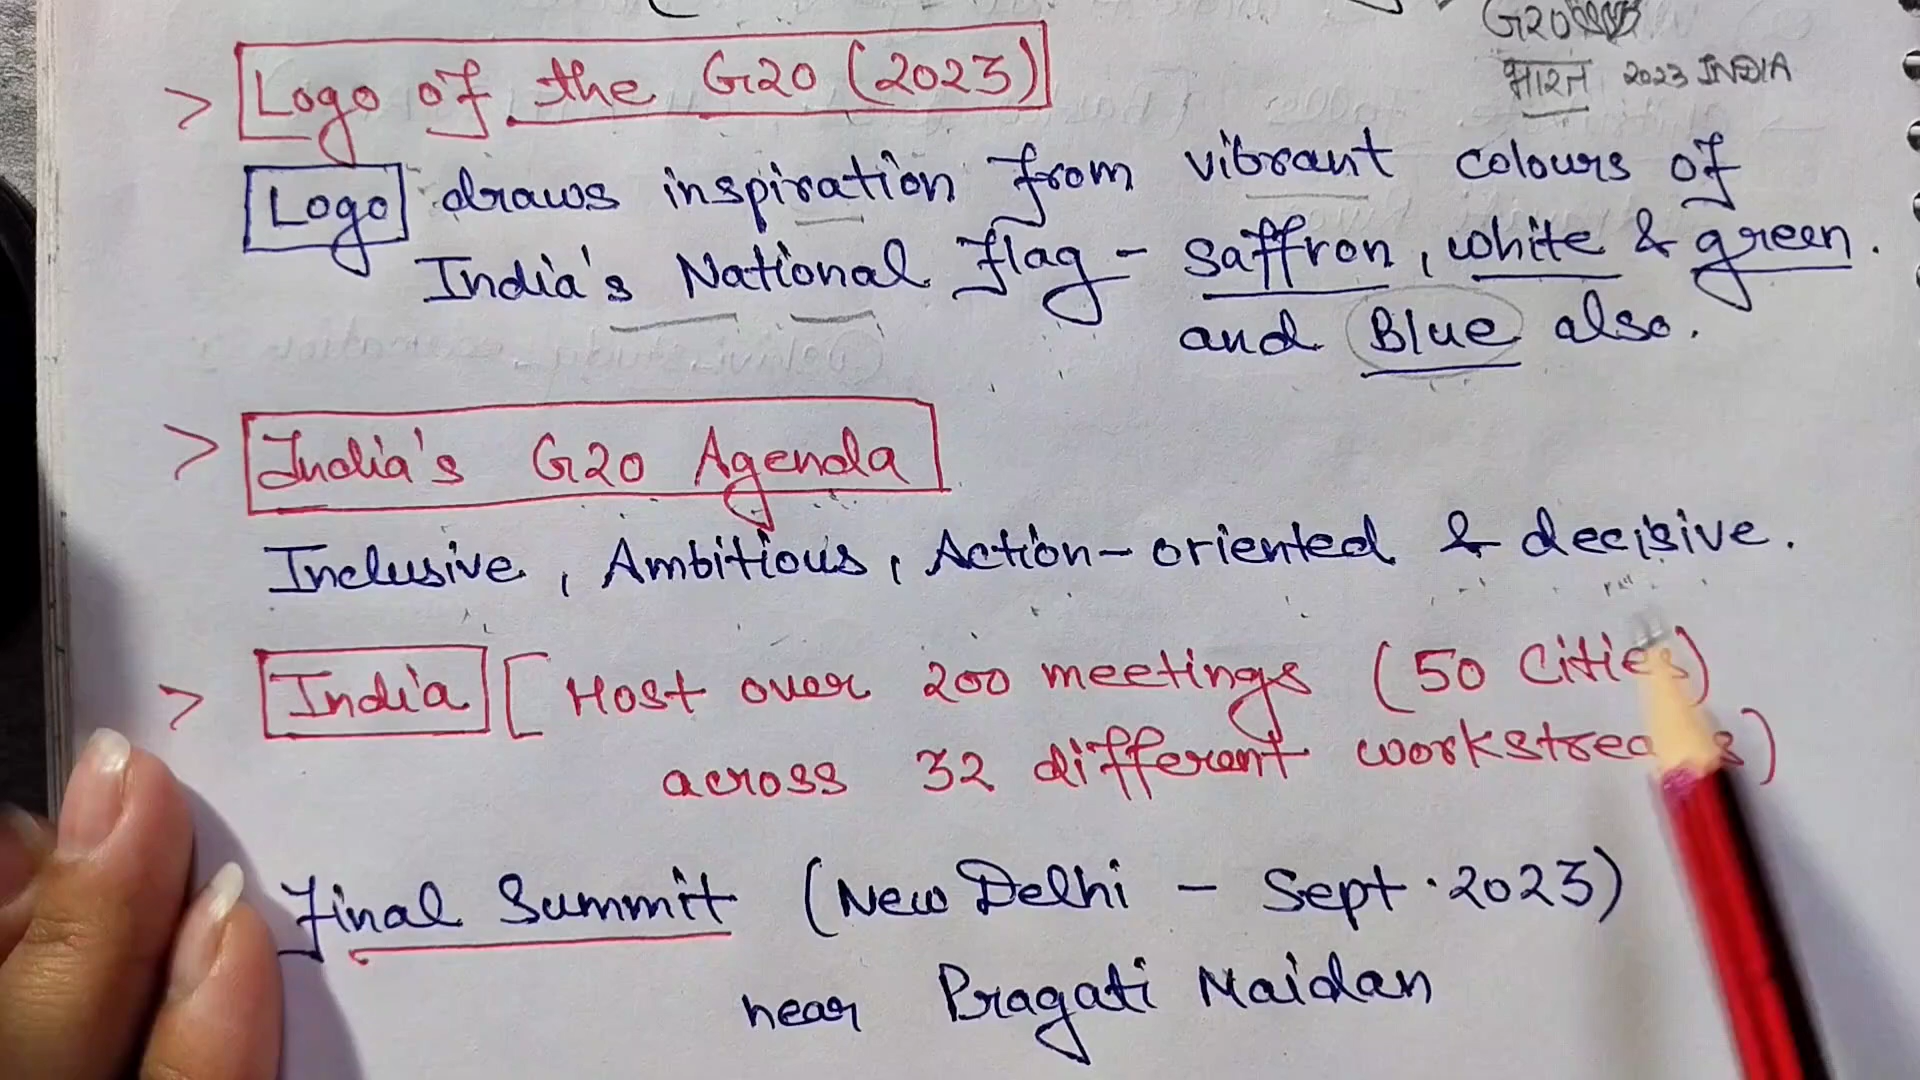 G20
भारत 2023 INDIA
> Logo of the G20 (2023)
Logo draws inspiration from vibrant colours of
India's National Flag - saffron, white & green.
and Blue also.
> India's G20 Agenda
Inclusive, Ambitious, Action-oriented & decisive.
> India [ Host over 200 meetings (50 Cities)
across 32 different workstreams)
Final Summit (New Delhi - Sept. 2023)
near Pragati Maidan